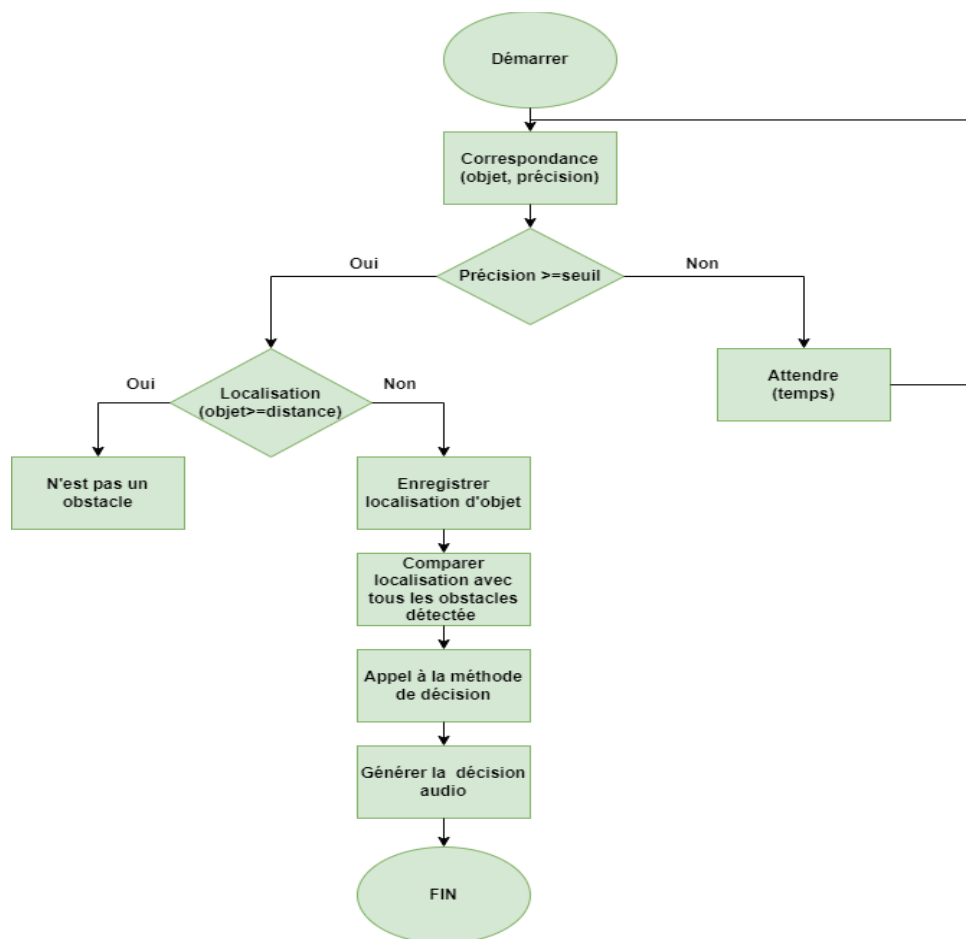 Démarrer
Correspondance
(objet, précision)
Oui
Précision >=seuil
Non
Oui
Localisation
(objet>=distance)
Non
Attendre
(temps)
N'est pas un
obstacle
Enregistrer
localisation d'objet
Comparer
localisation avec
tous les obstacles
détectée
Appel à la méthode
de décision
Générer la  décision
audio
FIN